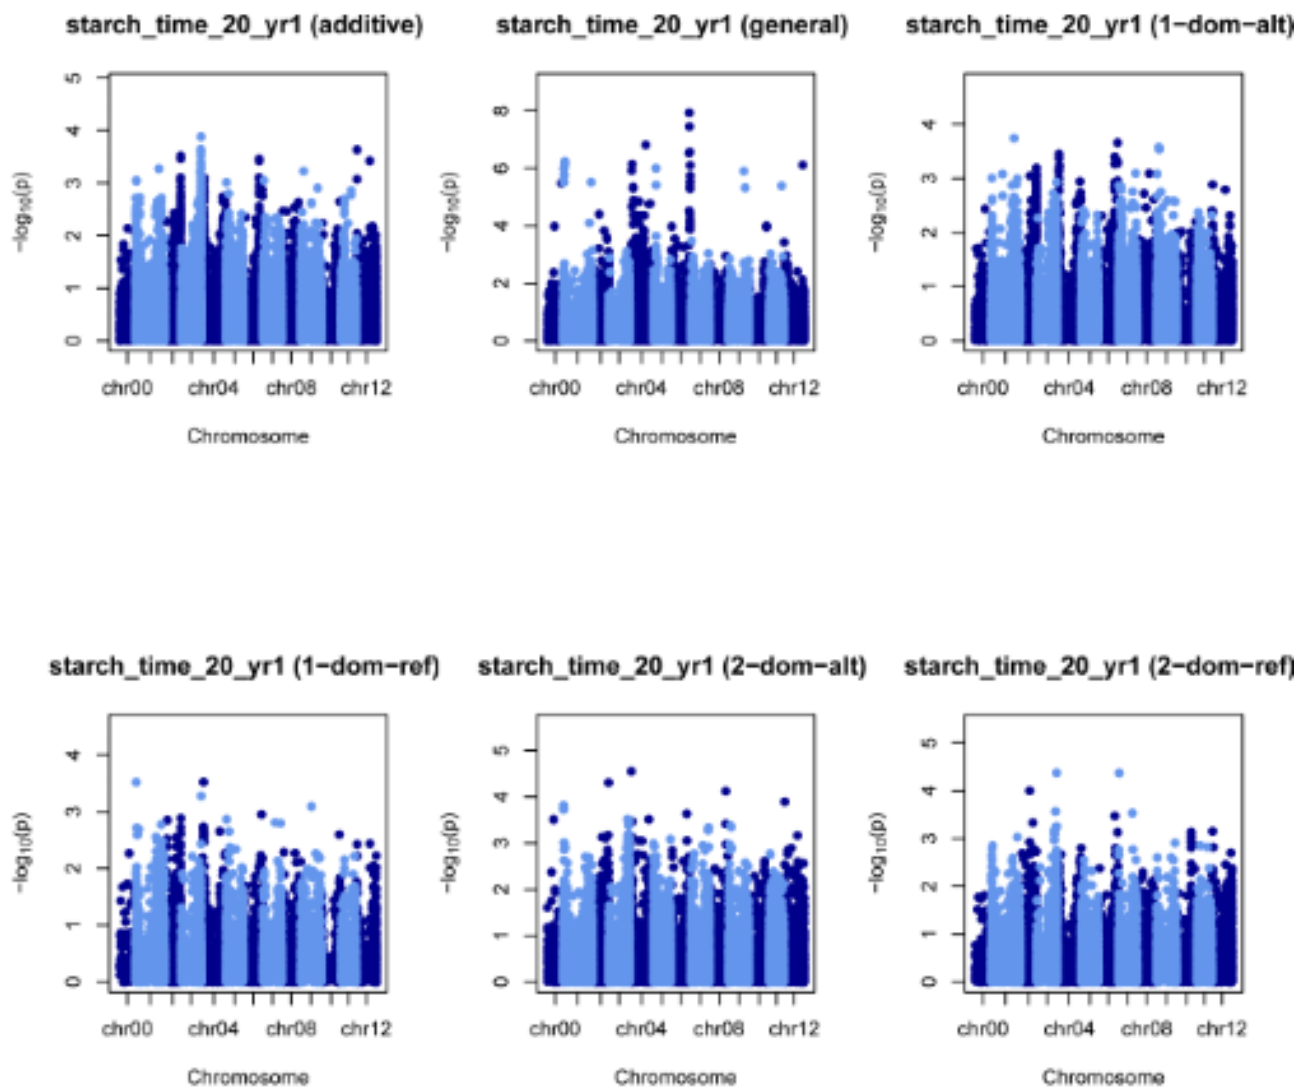 starch_time_20_yr1 (additive)
−log10(p)
5
4
3
2
1
0
chr00 chr04 chr08 chr12
Chromosome
starch_time_20_yr1 (general)
−log10(p)
8
6
4
2
0
chr00 chr04 chr08 chr12
Chromosome
starch_time_20_yr1 (1−dom−alt)
−log10(p)
4
3
2
1
0
chr00 chr04 chr08 chr12
Chromosome
starch_time_20_yr1 (1−dom−ref)
−log10(p)
4
3
2
1
0
chr00 chr04 chr08 chr12
Chromosome
starch_time_20_yr1 (2−dom−alt)
−log10(p)
5
4
3
2
1
0
chr00 chr04 chr08 chr12
Chromosome
starch_time_20_yr1 (2−dom−ref)
−log10(p)
5
4
3
2
1
0
chr00 chr04 chr08 chr12
Chromosome